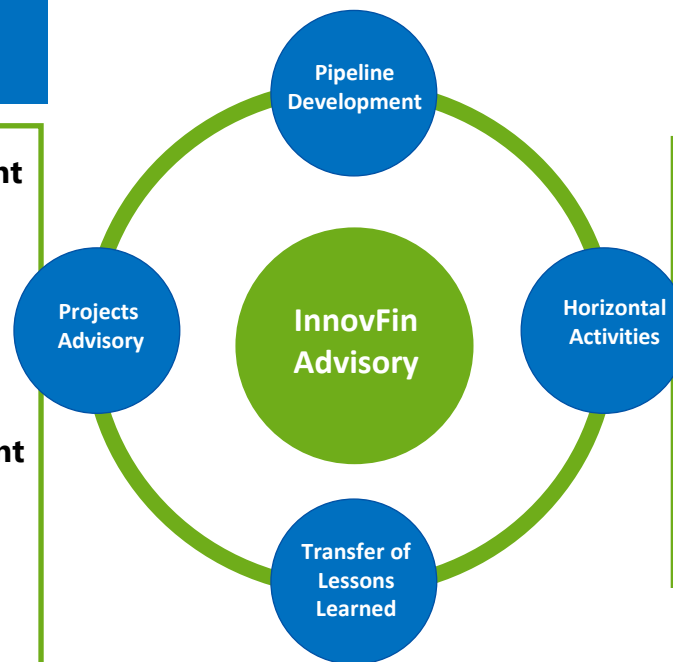 Pipeline
Development
Projects
Advisory
InnovFin
Advisory
Horizontal
Activities
Transfer of
Lessons
Learned